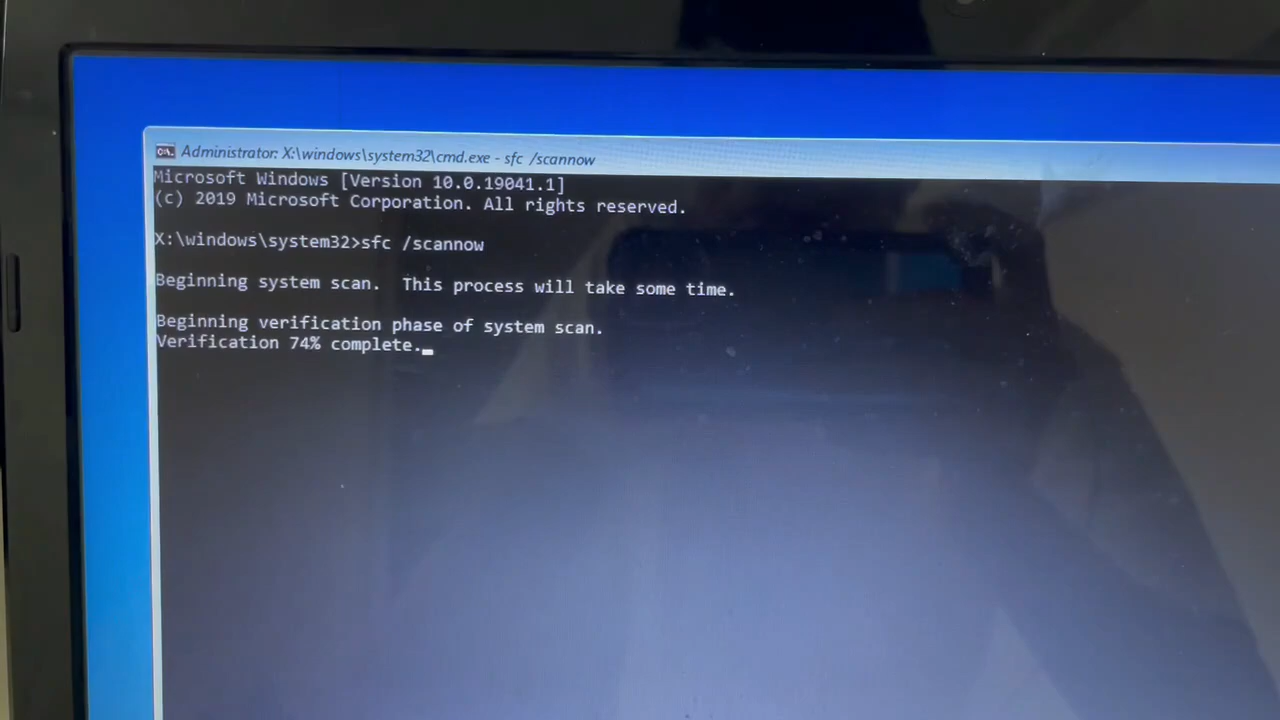 Administrator: X:\windows\system32\cmd.exe - sfc /scannow
Microsoft Windows [Version 10.0.19041.1]
(c) 2019 Microsoft Corporation. All rights reserved.
X:\windows\system32>sfc /scannow
Beginning system scan.  This process will take some time.
Beginning verification phase of system scan.
Verification 74% complete.